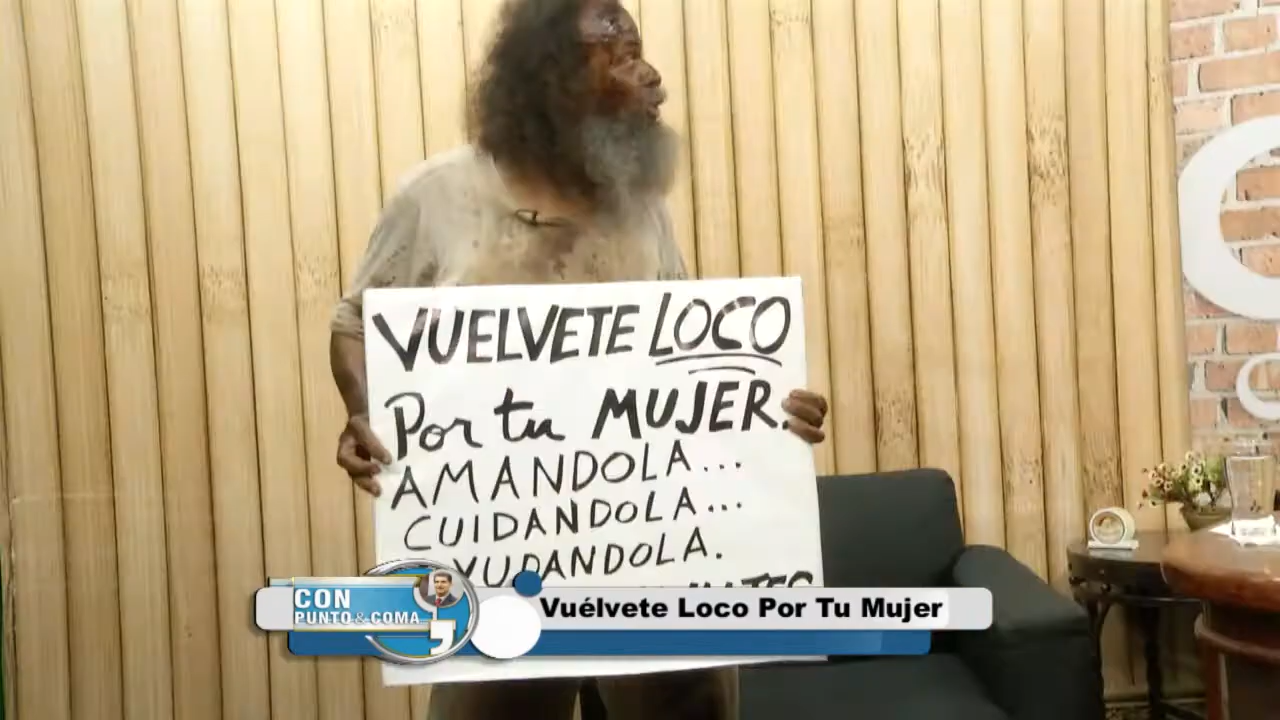 VUELVETE LOCO
Por tu MUJER.
AMANDOLA...
CUIDANDOLA...
YUDANDOLA.
CON
PUNTO&COMA
Vuélvete Loco Por Tu Mujer